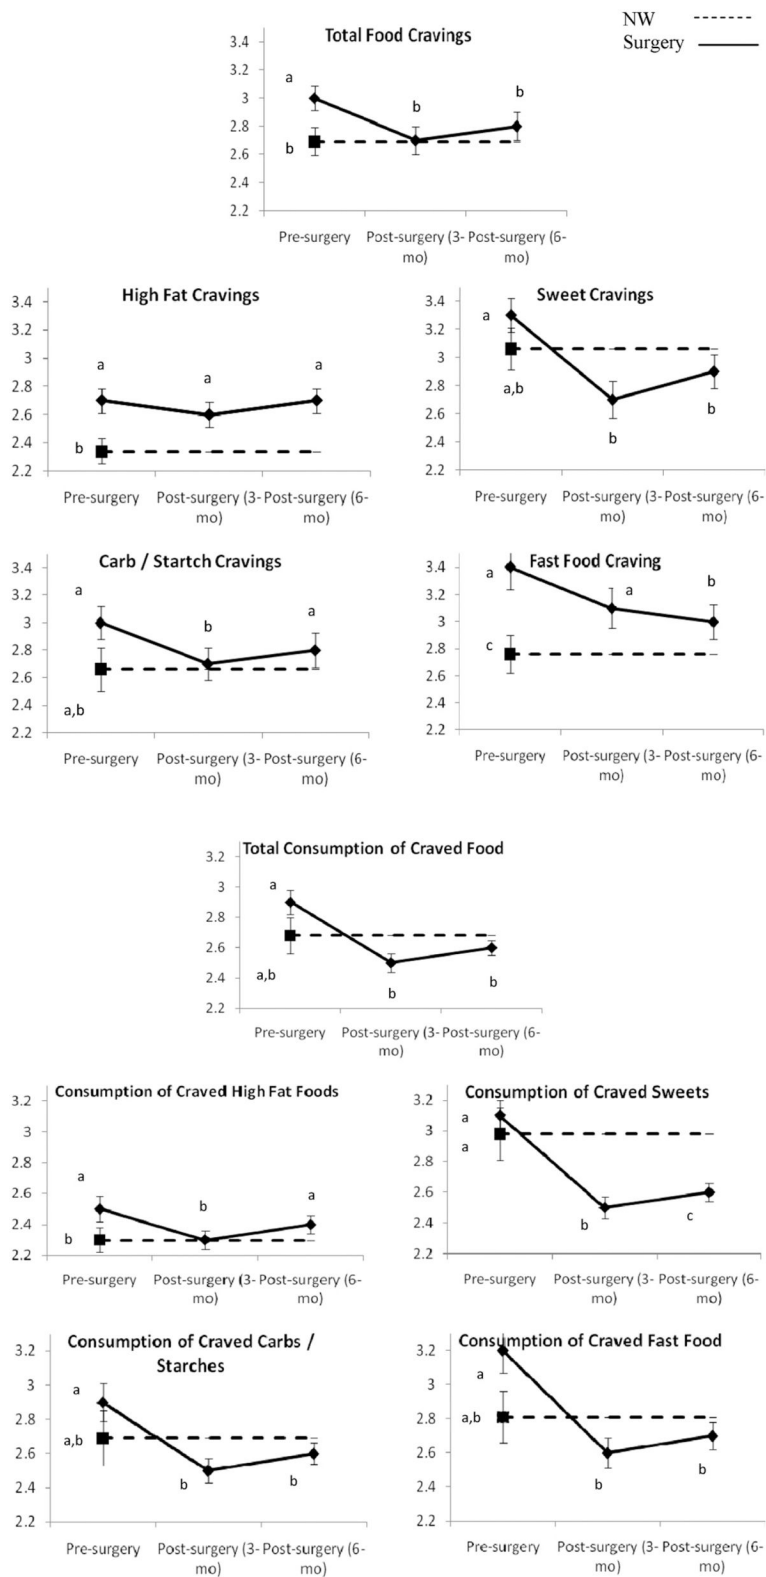 NW
Surgery
Total Food Cravings
3.4
3.2
3
2.8
2.6
2.4
2.2
a
b
b
b
Pre-surgery
Post-surgery (3-mo)
Post-surgery (6-mo)
High Fat Cravings
3.4
3.2
3
2.8
2.6
2.4
2.2
a
a
a
b
Pre-surgery
Post-surgery (3-mo)
Post-surgery (6-mo)
Sweet Cravings
3.4
3.2
3
2.8
2.6
2.4
2.2
a
a,b
b
b
Pre-surgery
Post-surgery (3-mo)
Post-surgery (6-mo)
Carb / Startch Cravings
3.4
3.2
3
2.8
2.6
2.4
2.2
a
b
a
a,b
Pre-surgery
Post-surgery (3-mo)
Post-surgery (6-mo)
Fast Food Craving
3.4
3.2
3
2.8
2.6
2.4
2.2
a
a
b
c
Pre-surgery
Post-surgery (3-mo)
Post-surgery (6-mo)
Total Consumption of Craved Food
3.2
3
2.8
2.6
2.4
2.2
a
a,b
b
b
Pre-surgery
Post-surgery (3-mo)
Post-surgery (6-mo)
Consumption of Craved High Fat Foods
3.2
3
2.8
2.6
2.4
2.2
a
b
a
b
Pre-surgery
Post-surgery (3-mo)
Post-surgery (6-mo)
Consumption of Craved Sweets
3.2
3
2.8
2.6
2.4
2.2
a
a
b
c
Pre-surgery
Post-surgery (3-mo)
Post-surgery (6-mo)
Consumption of Craved Carbs /
Starches
3.2
3
2.8
2.6
2.4
2.2
a
a,b
b
b
Pre-surgery
Post-surgery (3-mo)
Post-surgery (6-mo)
Consumption of Craved Fast Food
3.2
3
2.8
2.6
2.4
2.2
a
a,b
b
b
Pre-surgery
Post-surgery (3-mo)
Post-surgery (6-mo)